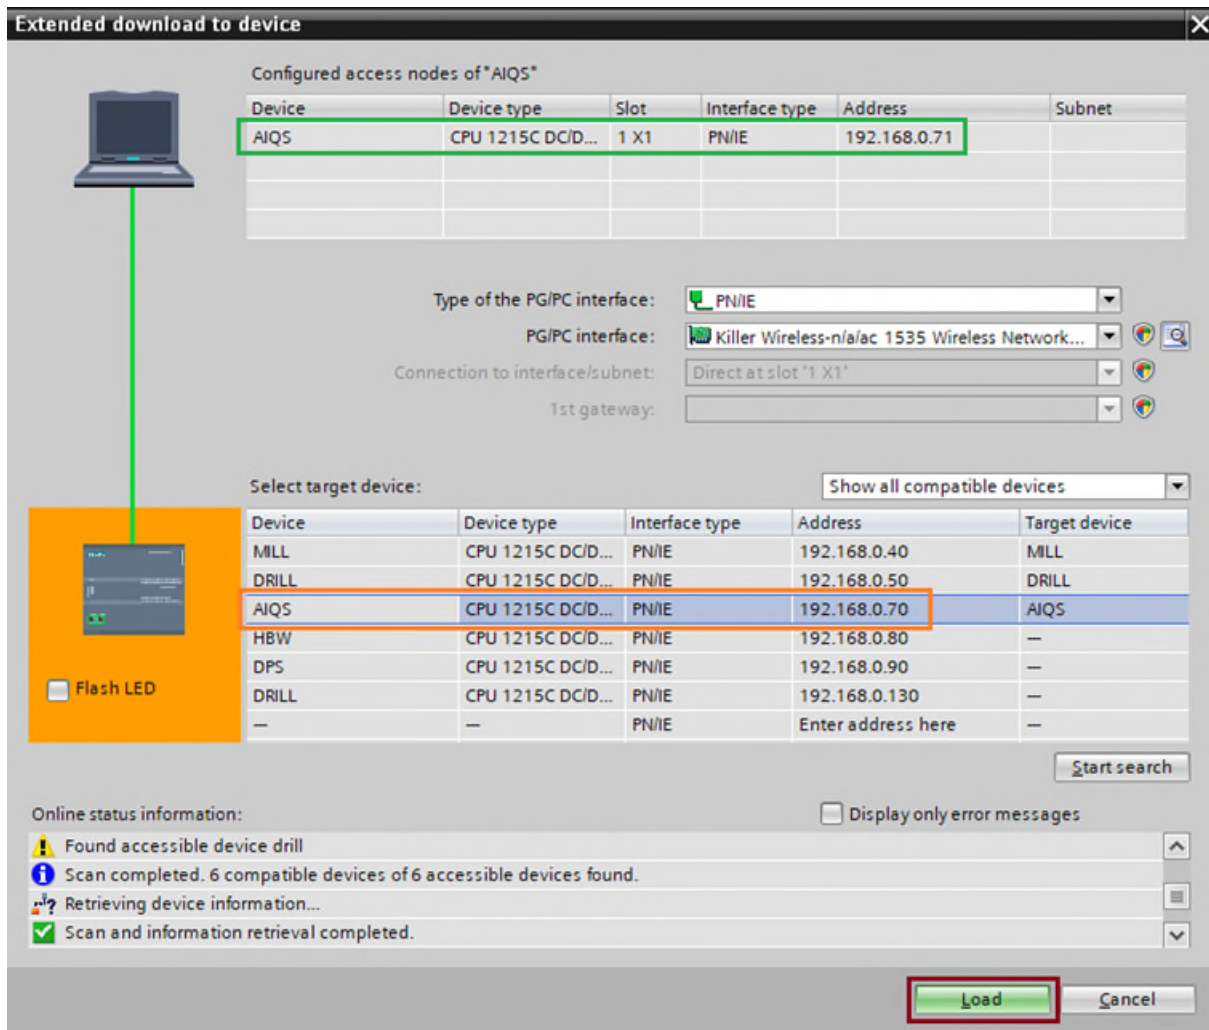 Extended download to device
Configured access nodes of "AIQS"
Device Device type Slot Interface type Address Subnet
AIQS CPU 1215C DC/D... 1 X1 PN/IE 192.168.0.71
Type of the PG/PC interface: PN/IE
PG/PC interface: Killer Wireless-n/a/ac 1535 Wireless Network...
Connection to interface/subnet: Direct at slot '1 X1'
1st gateway:
Select target device: Show all compatible devices
Device Device type Interface type Address Target device
MILL CPU 1215C DC/D... PN/IE 192.168.0.40 MILL
DRILL CPU 1215C DC/D... PN/IE 192.168.0.50 DRILL
AIQS CPU 1215C DC/D... PN/IE 192.168.0.70 AIQS
HBW CPU 1215C DC/D... PN/IE 192.168.0.80 —
DPS CPU 1215C DC/D... PN/IE 192.168.0.90 —
DRILL CPU 1215C DC/D... PN/IE 192.168.0.130 —
— — PN/IE Enter address here —
Flash LED
Start search
Online status information: Display only error messages
Found accessible device drill
Scan completed. 6 compatible devices of 6 accessible devices found.
Retrieving device information...
Scan and information retrieval completed.
Load Cancel